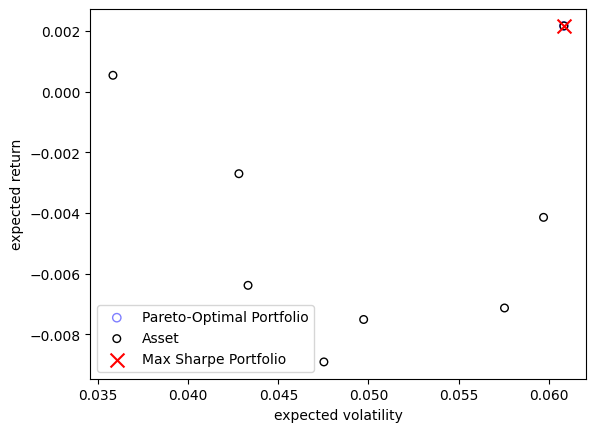 0.002
0.000
−0.002
−0.004
−0.006
−0.008
expected return
Pareto-Optimal Portfolio
Asset
Max Sharpe Portfolio
0.035
0.040
0.045
0.050
0.055
0.060
expected volatility